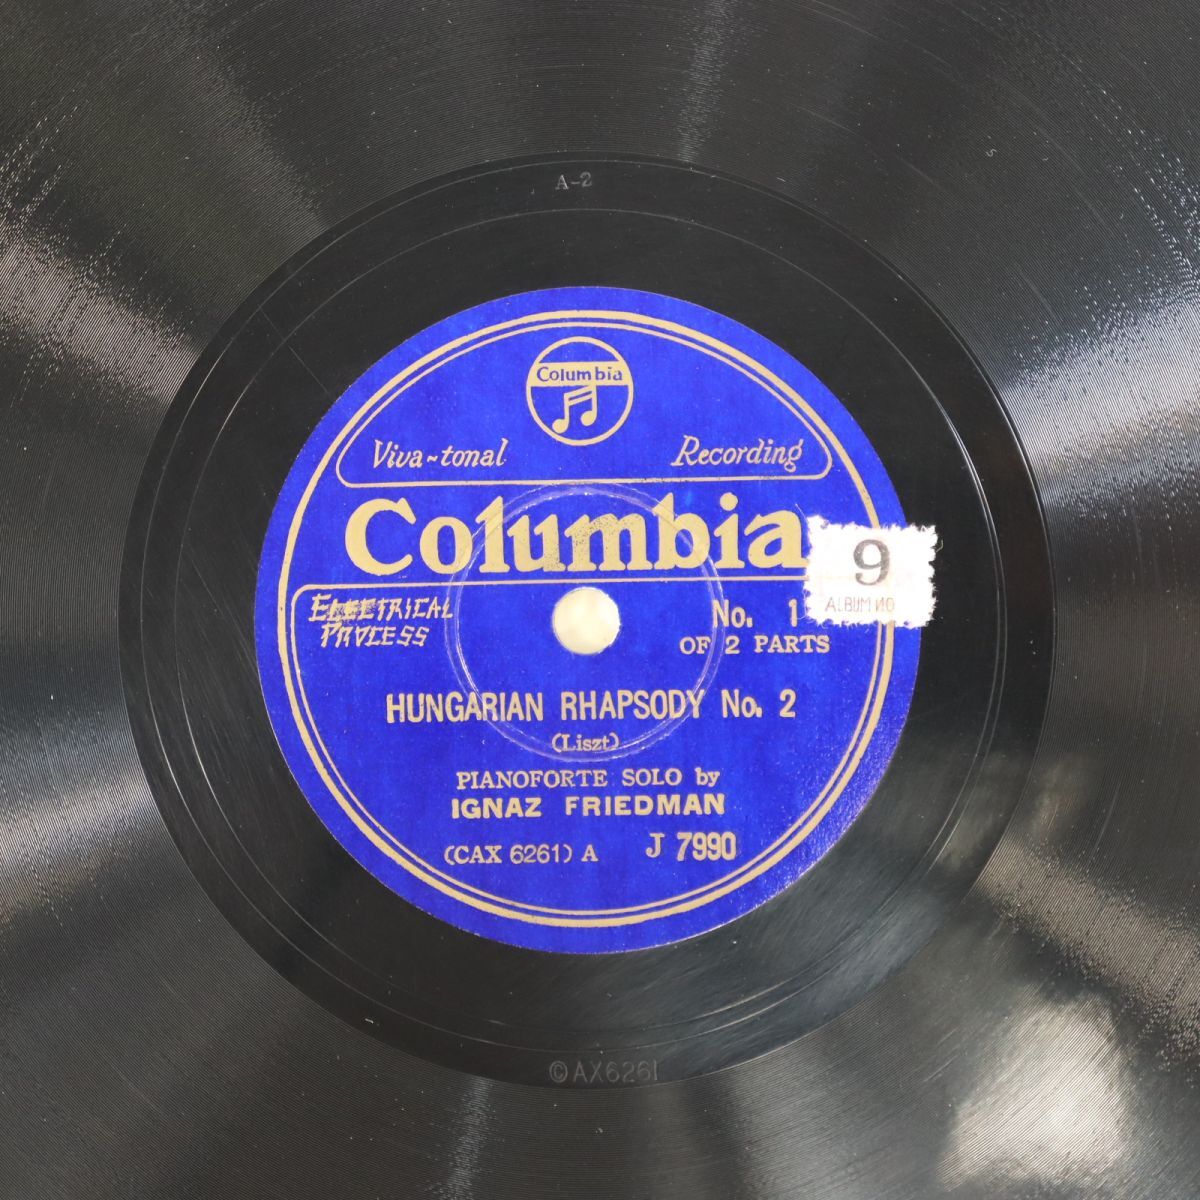 A-2
Columbia
Viva-tonal Recording
Columbia
9
ALBUM NO
ELECTRICAL
PROCESS
No. 1
OF 2 PARTS
HUNGARIAN RHAPSODY No. 2
(Liszt)
PIANOFORTE SOLO by
IGNAZ FRIEDMAN
(CAX 6261) A J 7990
©AX6261